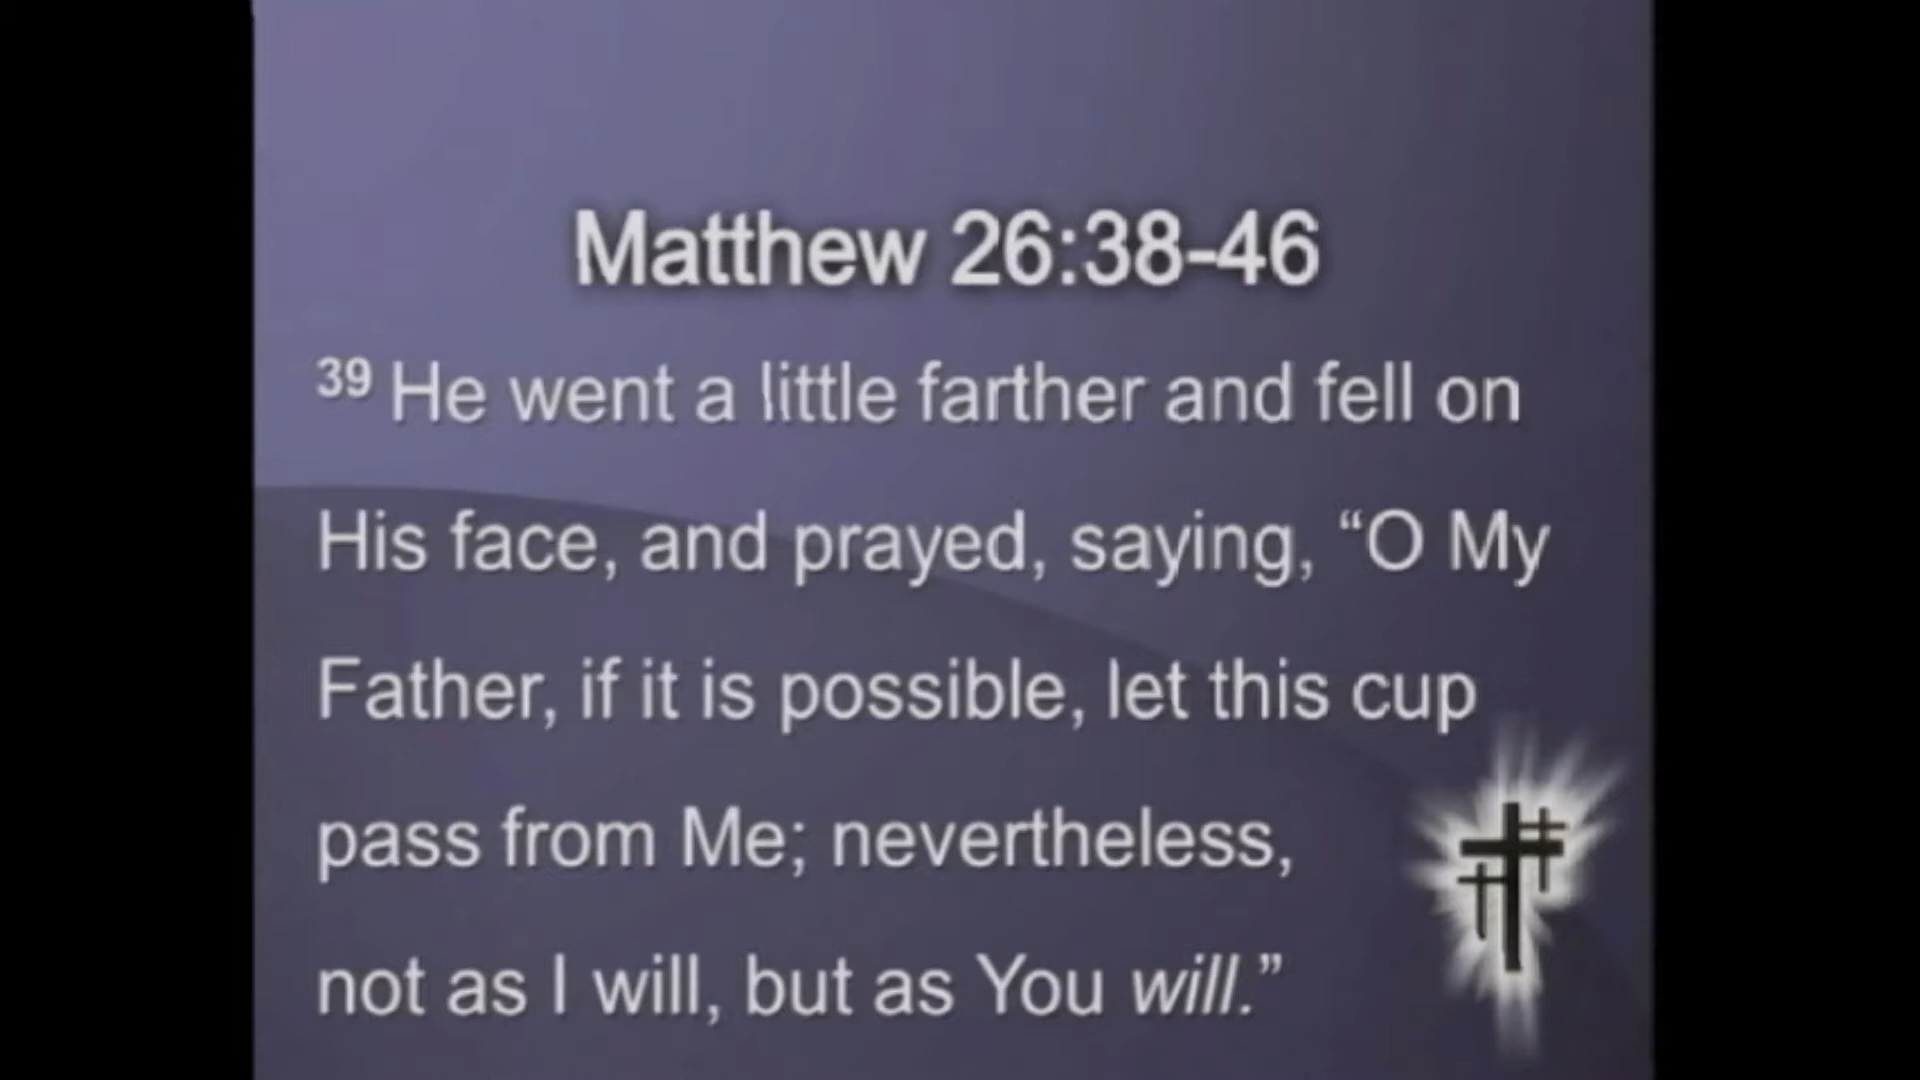 Matthew 26:38-46
39 He went a little farther and fell on
His face, and prayed, saying, “O My
Father, if it is possible, let this cup
pass from Me; nevertheless,
not as I will, but as You will.”